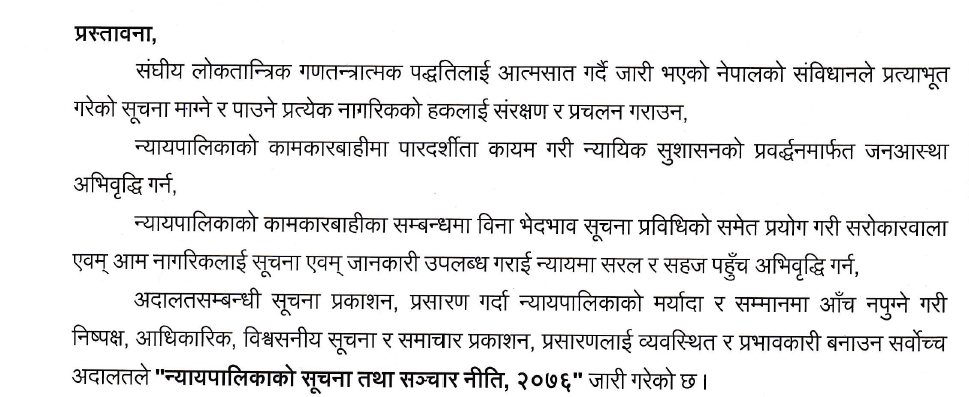 प्रस्तावना,
संघीय लोकतान्त्रिक गणतन्त्रात्मक पद्धतिलाई आत्मसात गर्दै जारी भएको नेपालको संविधानले प्रत्याभूत
गरेको सूचना माग्ने र पाउने प्रत्येक नागरिकको हकलाई संरक्षण र प्रचलन गराउन,
न्यायपालिकाको कामकारबाहीमा पारदर्शीता कायम गरी न्यायिक सुशासनको प्रवर्द्धनमार्फत जनआस्था
अभिवृद्धि गर्न,
न्यायपालिकाको कामकारबाहीका सम्बन्धमा विना भेदभाव सूचना प्रविधिको समेत प्रयोग गरी सरोकारवाला
एवम् आम नागरिकलाई सूचना एवम् जानकारी उपलब्ध गराई न्यायमा सरल र सहज पहुँच अभिवृद्धि गर्न,
अदालतसम्बन्धी सूचना प्रकाशन, प्रसारण गर्दा न्यायपालिकाको मर्यादा र सम्मानमा आँच नपुग्ने गरी
निष्पक्ष, आधिकारिक, विश्वसनीय सूचना र समाचार प्रकाशन, प्रसारणलाई व्यवस्थित र प्रभावकारी बनाउन सर्वोच्च
अदालतले "न्यायपालिकाको सूचना तथा सञ्चार नीति, २०७६" जारी गरेको छ।